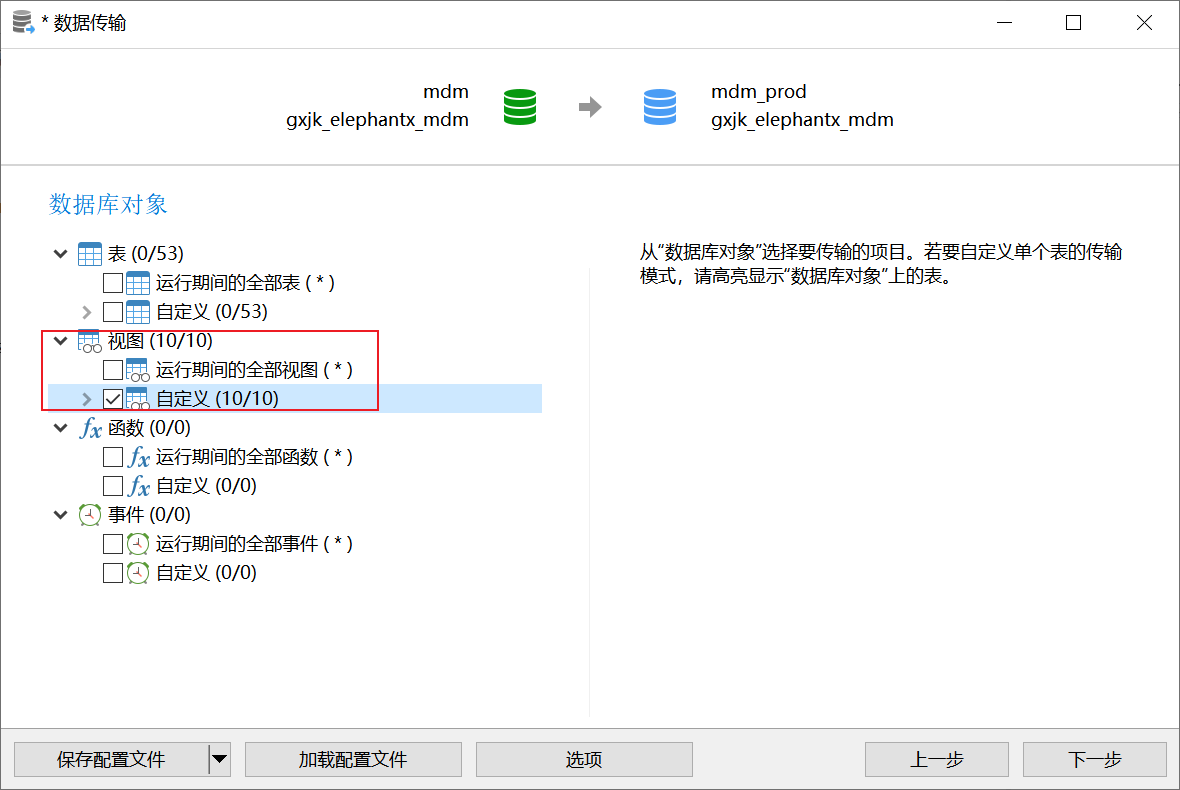 * 数据传输
mdm
gxjk_elephantx_mdm
mdm_prod
gxjk_elephantx_mdm
数据库对象
表 (0/53)
运行期间的全部表 ( * )
自定义 (0/53)
视图 (10/10)
运行期间的全部视图 ( * )
自定义 (10/10)
fx 函数 (0/0)
fx 运行期间的全部函数 ( * )
fx 自定义 (0/0)
事件 (0/0)
运行期间的全部事件 ( * )
自定义 (0/0)
从“数据库对象”选择要传输的项目。若要自定义单个表的传输
模式，请高亮显示“数据库对象”上的表。
保存配置文件
加载配置文件
选项
上一步
下一步